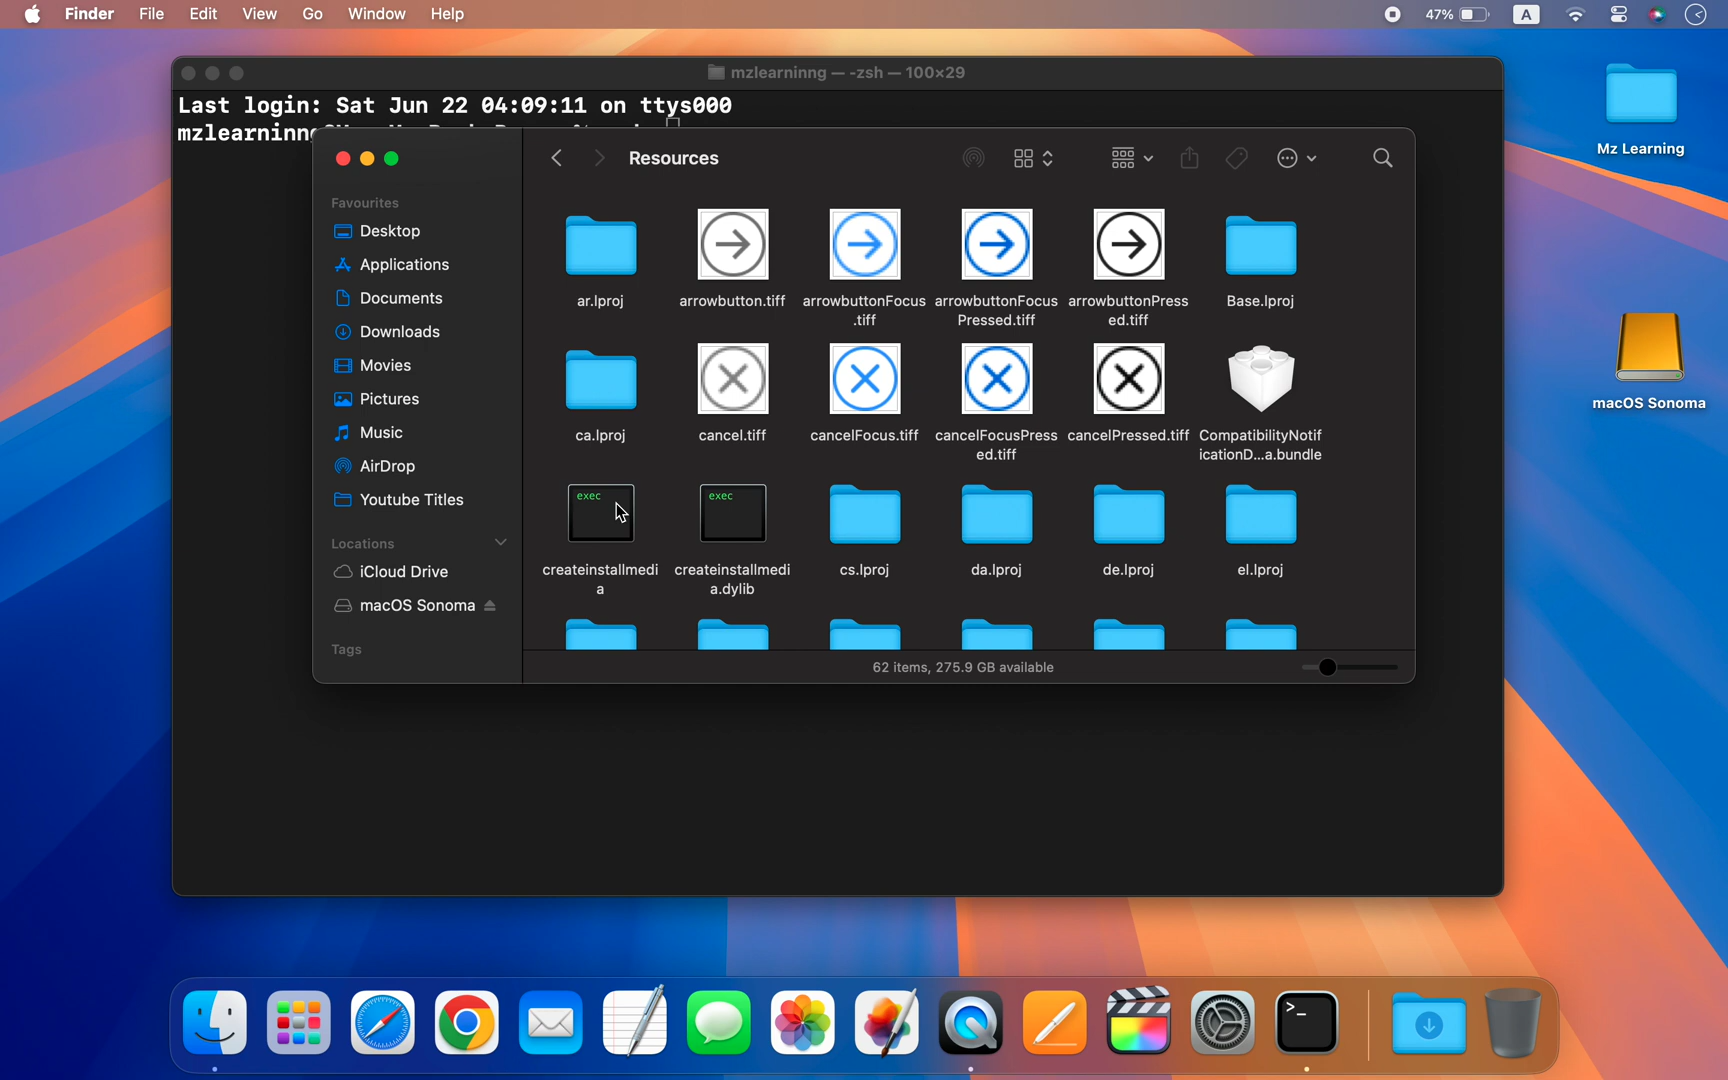 Finder File Edit View Go Window Help 47% A
mzlearninng — -zsh — 100×29
Last login: Sat Jun 22 04:09:11 on ttys000
mzlearninn
Resources
Favourites
Desktop
Applications
Documents
Downloads
Movies
Pictures
Music
AirDrop
Youtube Titles
Locations
iCloud Drive
macOS Sonoma
Tags
ar.lproj arrowbutton.tiff arrowbuttonFocus arrowbuttonFocus arrowbuttonPress Base.lproj
.tiff Pressed.tiff ed.tiff
ca.lproj cancel.tiff cancelFocus.tiff cancelFocusPress cancelPressed.tiff CompatibilityNotif
ed.tiff icationD...a.bundle
exec exec
createinstallmedi createinstallmedi cs.lproj da.lproj de.lproj el.lproj
a a.dylib
62 items, 275.9 GB available
Mz Learning
macOS Sonoma
>_